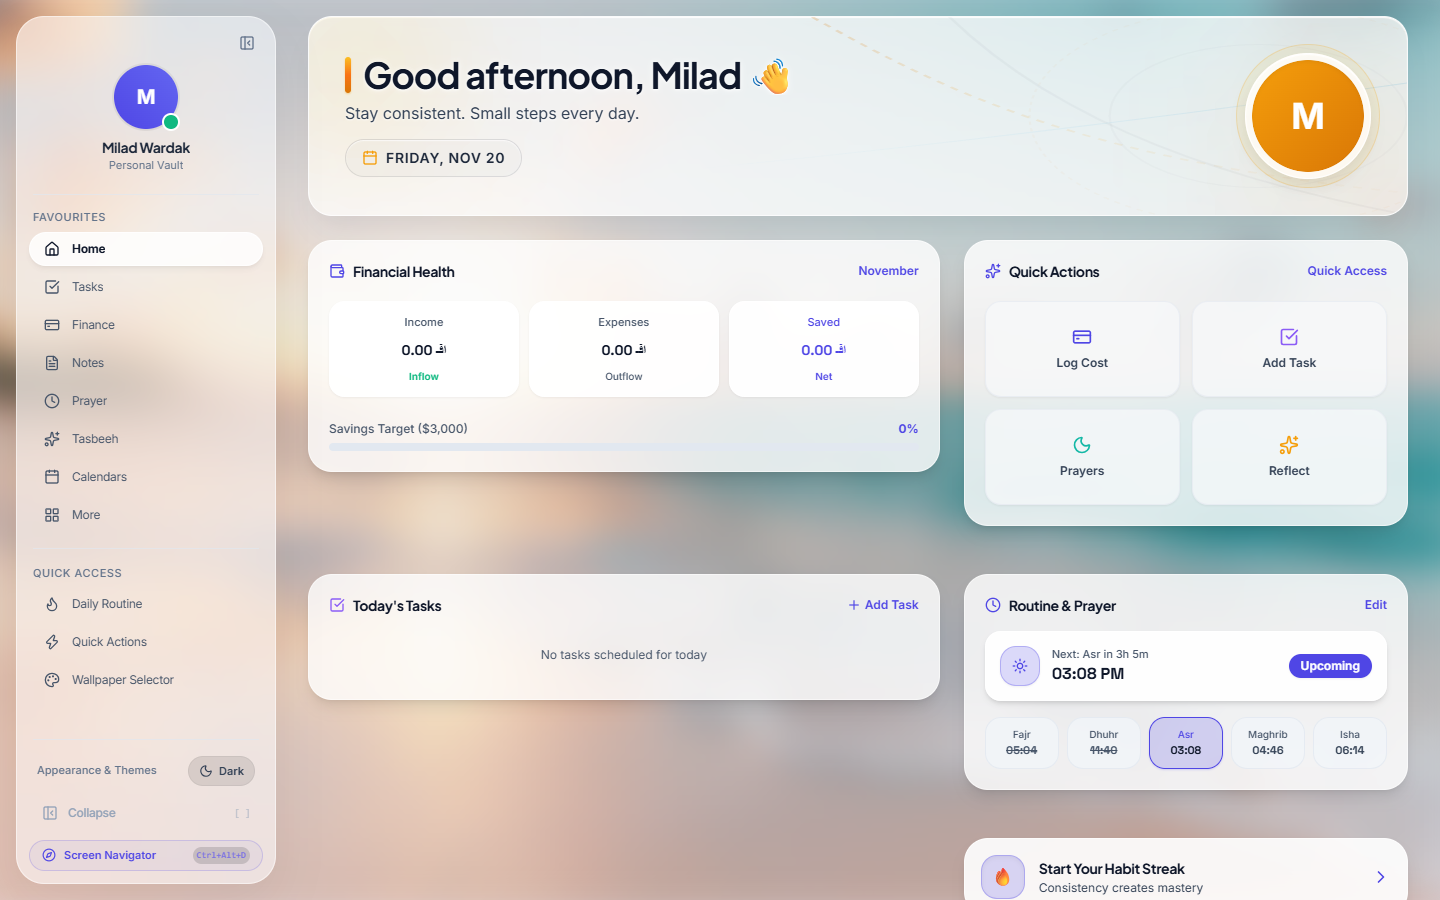 M
Milad Wardak
Personal Vault
FAVOURITES
Home
Tasks
Finance
Notes
Prayer
Tasbeeh
Calendars
More
QUICK ACCESS
Daily Routine
Quick Actions
Wallpaper Selector
Appearance & Themes
Dark
Collapse
[ ]
Screen Navigator
Ctrl+Alt+D
Good afternoon, Milad 👋
Stay consistent. Small steps every day.
FRIDAY, NOV 20
M
Financial Health
November
Income
0.00
Inflow
Expenses
0.00
Outflow
Saved
0.00
Net
Savings Target ($3,000)
0%
Quick Actions
Quick Access
Log Cost
Add Task
Prayers
Reflect
Today's Tasks
+ Add Task
No tasks scheduled for today
Routine & Prayer
Edit
Next: Asr in 3h 5m
03:08 PM
Upcoming
Fajr
05:04
Dhuhr
11:40
Asr
03:08
Maghrib
04:46
Isha
06:14
Start Your Habit Streak
Consistency creates mastery